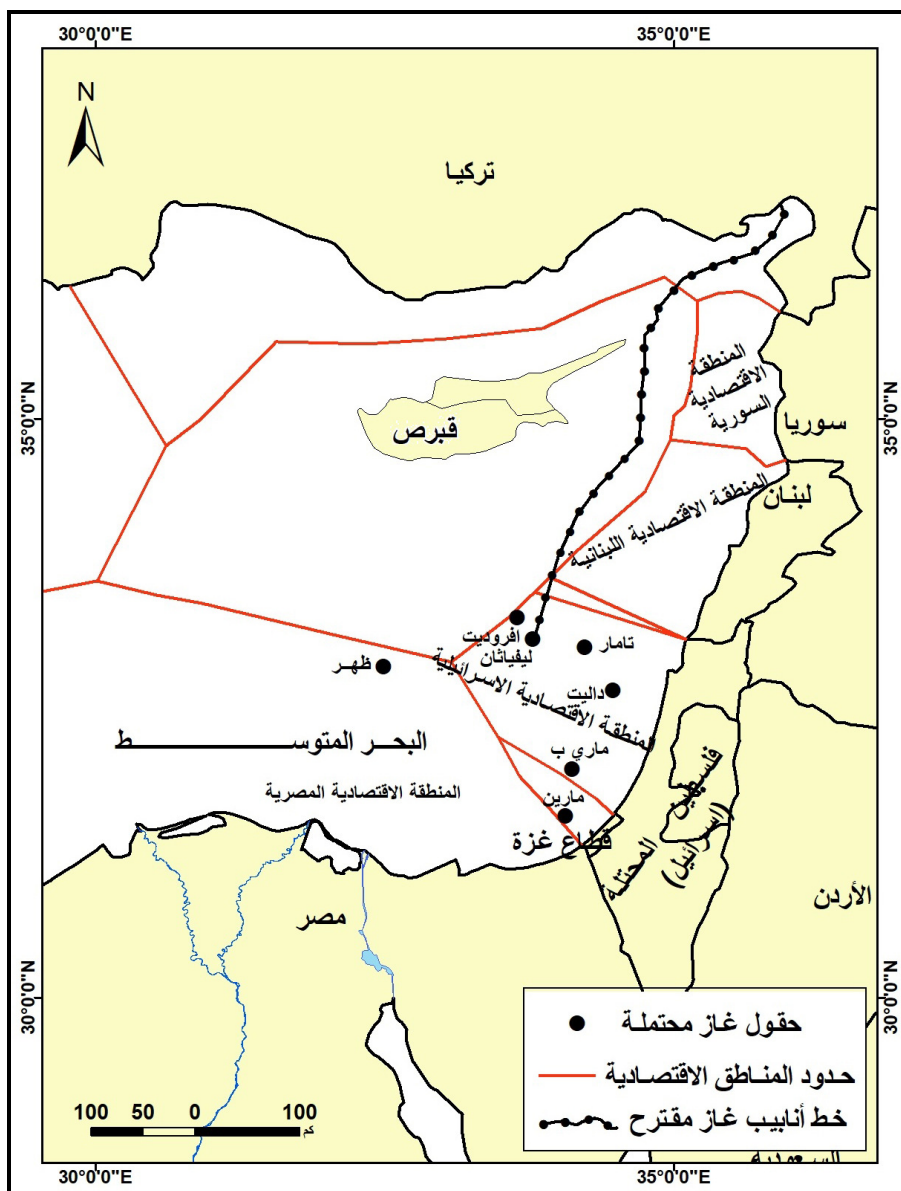 30°0'0"E 35°0'0"E
N
تركيا
35°0'0"N 35°0'0"N
المنطقة
الاقتصادية
السورية
سوريا
قبرص
لبنان
المنطقة الاقتصادية اللبنانية
افروديت
ليفياثان
تامار
ظهر
داليت
المنطقة الاقتصادية الاسرائيلية
البحر المتوسط
ماري ب
المنطقة الاقتصادية المصرية
مارين
قطاع غزة
فلسطين
المحتلة
(اسرائيل)
الأردن
مصر
30°0'0"N 30°0'0"N
حقول غاز محتملة
حدود المناطق الاقتصادية
خط أنابيب غاز مقترح
100 50 0 100
كم
30°0'0"E 35°0'0"E